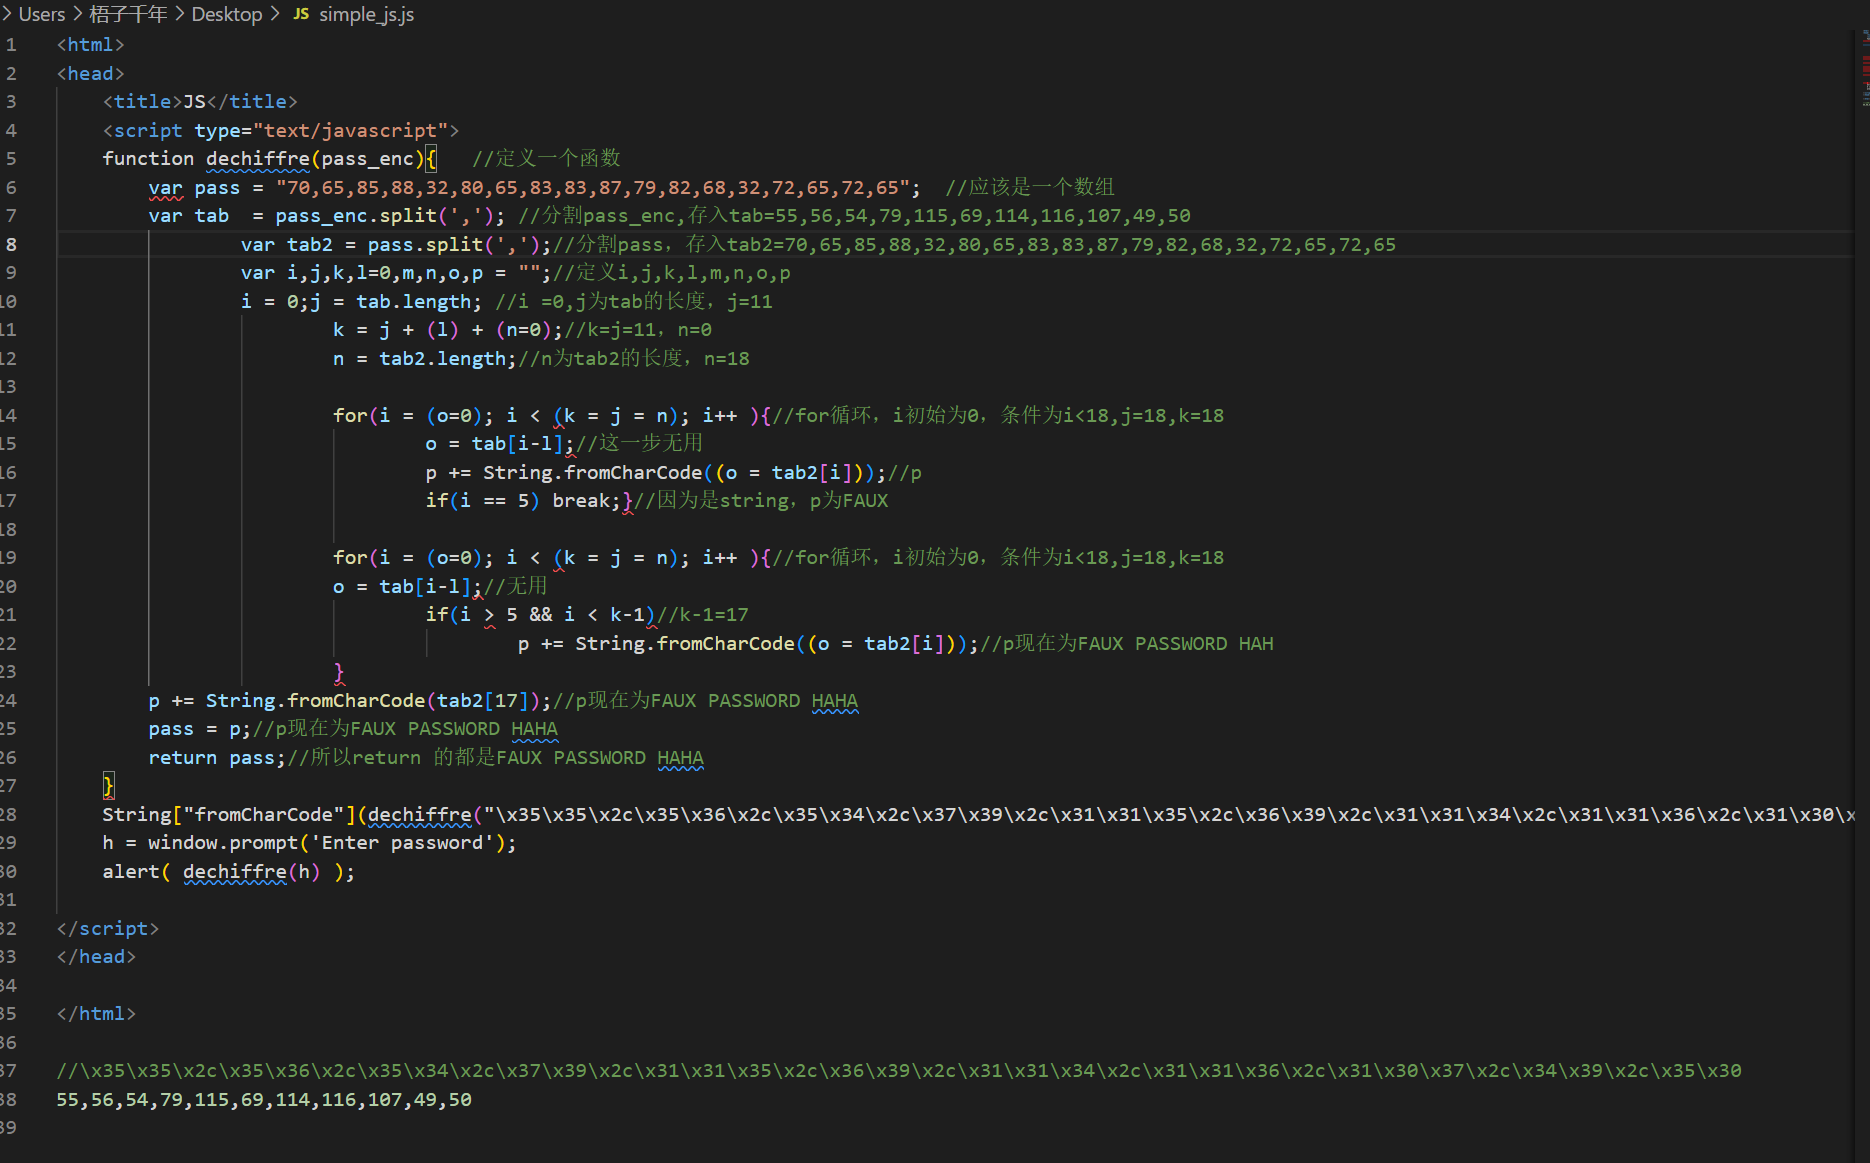 > Users > 梧子千年 > Desktop > JS simple_js.js
1 <html>
2 <head>
3 <title>JS</title>
4 <script type="text/javascript">
5 function dechiffre(pass_enc){ //定义一个函数
6 var pass = "70,65,85,88,32,80,65,83,83,87,79,82,68,32,72,65,72,65"; //应该是一个数组
7 var tab = pass_enc.split(','); //分割pass_enc,存入tab=55,56,54,79,115,69,114,116,107,49,50
8 var tab2 = pass.split(',');//分割pass，存入tab2=70,65,85,88,32,80,65,83,83,87,79,82,68,32,72,65,72,65
9 var i,j,k,l=0,m,n,o,p = "";//定义i,j,k,l,m,n,o,p
10 i = 0;j = tab.length; //i =0,j为tab的长度，j=11
11 k = j + (l) + (n=0);//k=j=11，n=0
12 n = tab2.length;//n为tab2的长度，n=18
13
14 for(i = (o=0); i < (k = j = n); i++ ){//for循环，i初始为0，条件为i<18,j=18,k=18
15 o = tab[i-l];//这一步无用
16 p += String.fromCharCode((o = tab2[i]));//p
17 if(i == 5) break;}//因为是string，p为FAUX
18
19 for(i = (o=0); i < (k = j = n); i++ ){//for循环，i初始为0，条件为i<18,j=18,k=18
20 o = tab[i-l];//无用
21 if(i > 5 && i < k-1)//k-1=17
22 p += String.fromCharCode((o = tab2[i]));//p现在为FAUX PASSWORD HAH
23 }
24 p += String.fromCharCode(tab2[17]);//p现在为FAUX PASSWORD HAHA
25 pass = p;//p现在为FAUX PASSWORD HAHA
26 return pass;//所以return 的都是FAUX PASSWORD HAHA
27 }
28 String["fromCharCode"](dechiffre("\x35\x35\x2c\x35\x36\x2c\x35\x34\x2c\x37\x39\x2c\x31\x31\x35\x2c\x36\x39\x2c\x31\x31\x34\x2c\x31\x31\x36\x2c\x31\x30\x
29 h = window.prompt('Enter password');
30 alert( dechiffre(h) );
31
32 </script>
33 </head>
34
35 </html>
36
37 //\x35\x35\x2c\x35\x36\x2c\x35\x34\x2c\x37\x39\x2c\x31\x31\x35\x2c\x36\x39\x2c\x31\x31\x34\x2c\x31\x31\x36\x2c\x31\x30\x37\x2c\x34\x39\x2c\x35\x30
38 55,56,54,79,115,69,114,116,107,49,50
39